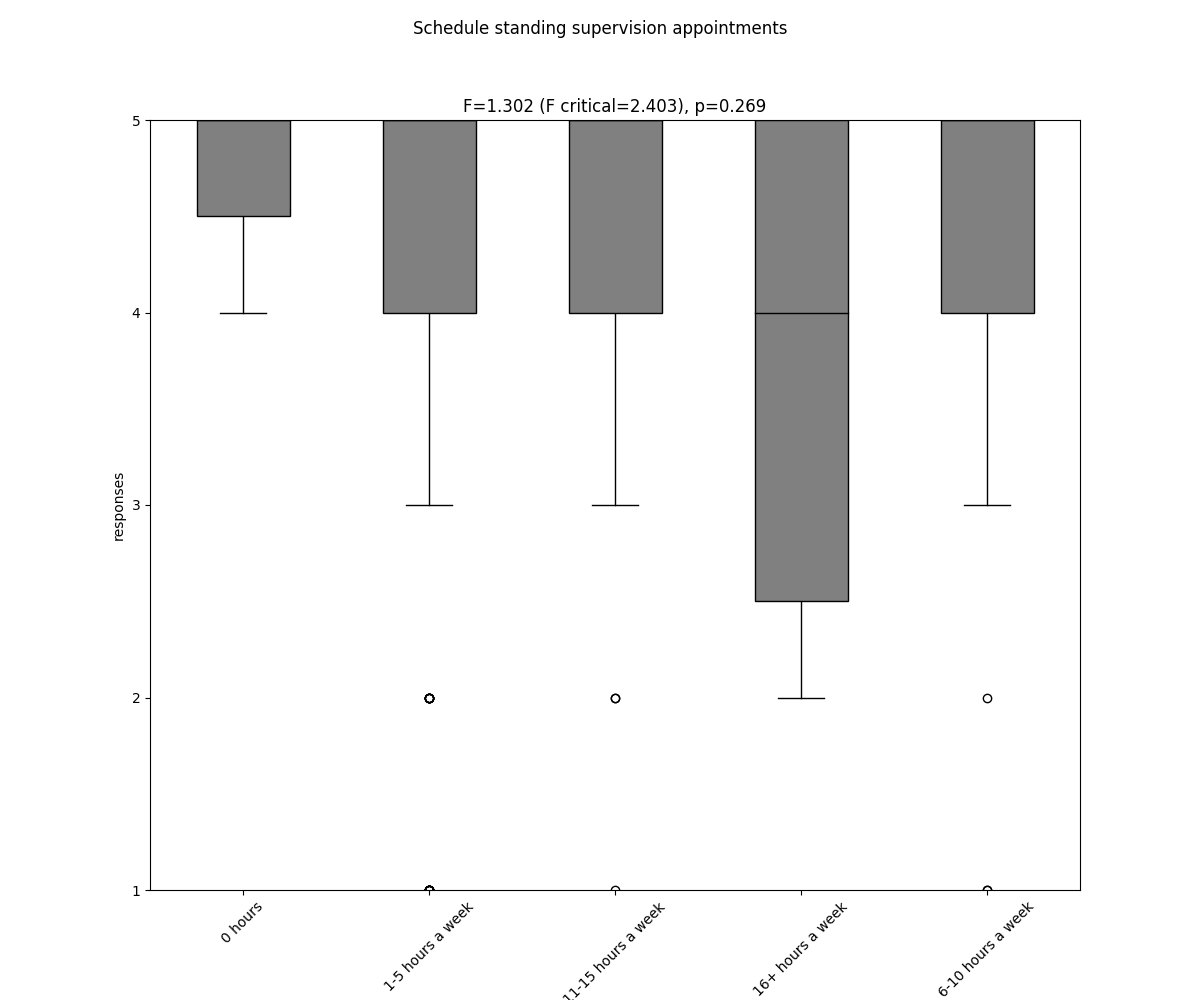 Schedule standing supervision appointments
F=1.302 (F critical=2.403), p=0.269
5
4
3
2
1
responses
0 hours
1-5 hours a week
11-15 hours a week
16+ hours a week
6-10 hours a week